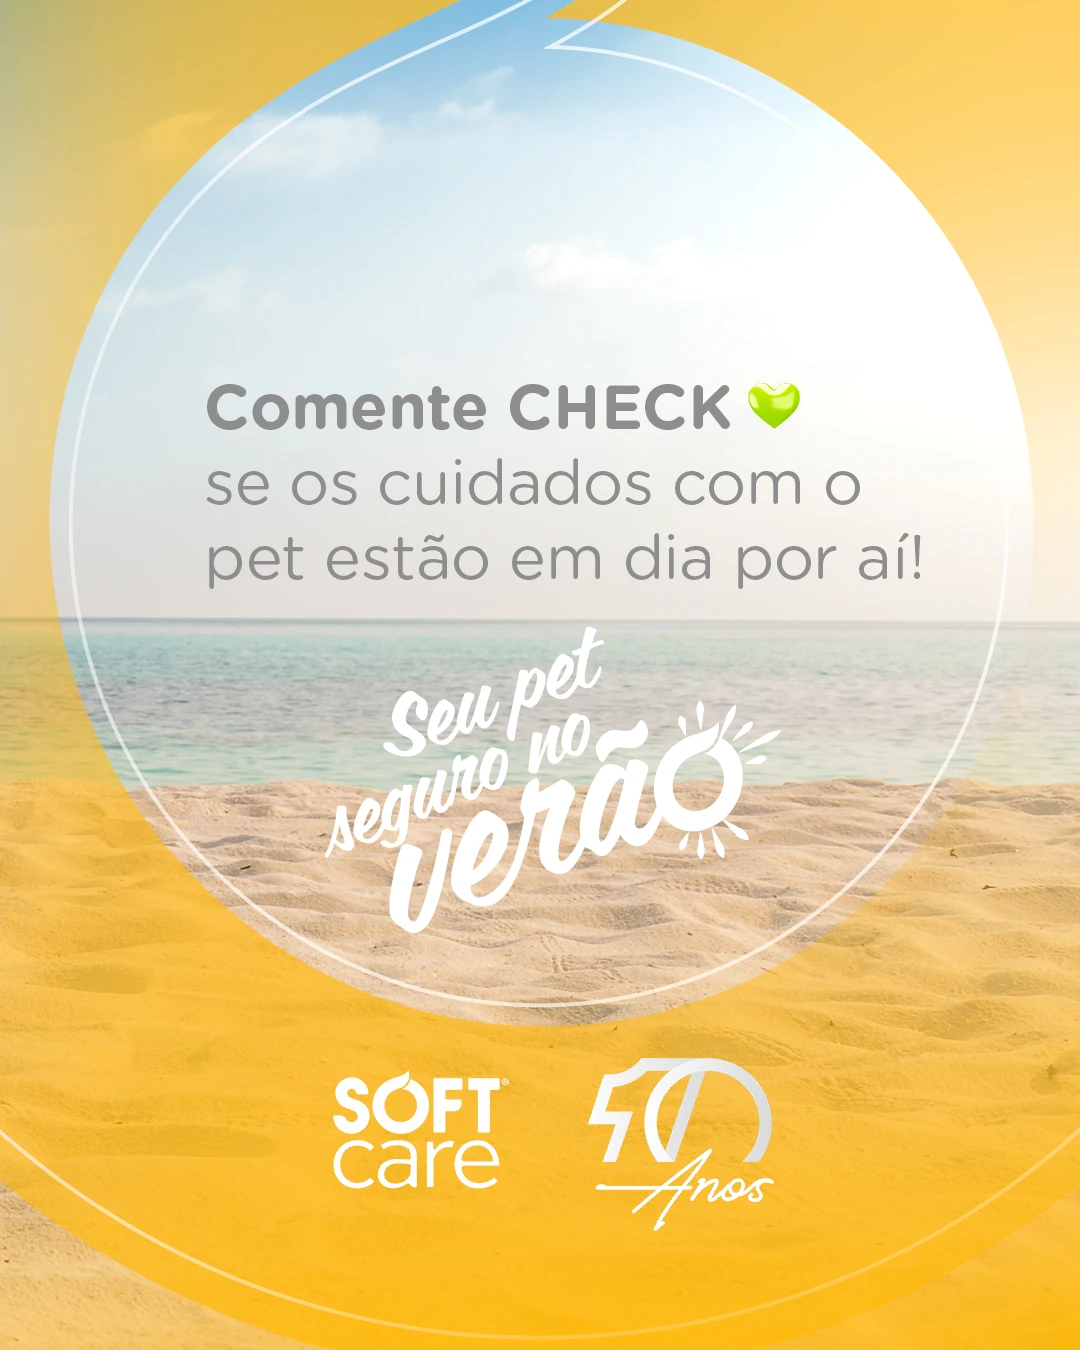 Comente CHECK 💚
se os cuidados com o
pet estão em dia por aí!
Seu pet
seguro no
verão
SOFT®
care
10
Anos